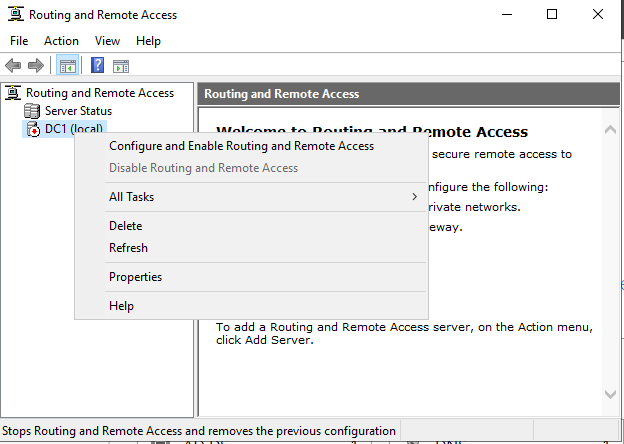 Routing and Remote Access
File Action View Help
Routing and Remote Access
Server Status
DC1 (local)
Routing and Remote Access
Welcome to Routing and Remote Access
secure remote access to
nfigure the following:
rivate networks.
eway.
To add a Routing and Remote Access server, on the Action menu,
click Add Server.
Configure and Enable Routing and Remote Access
Disable Routing and Remote Access
All Tasks
Delete
Refresh
Properties
Help
Stops Routing and Remote Access and removes the previous configuration